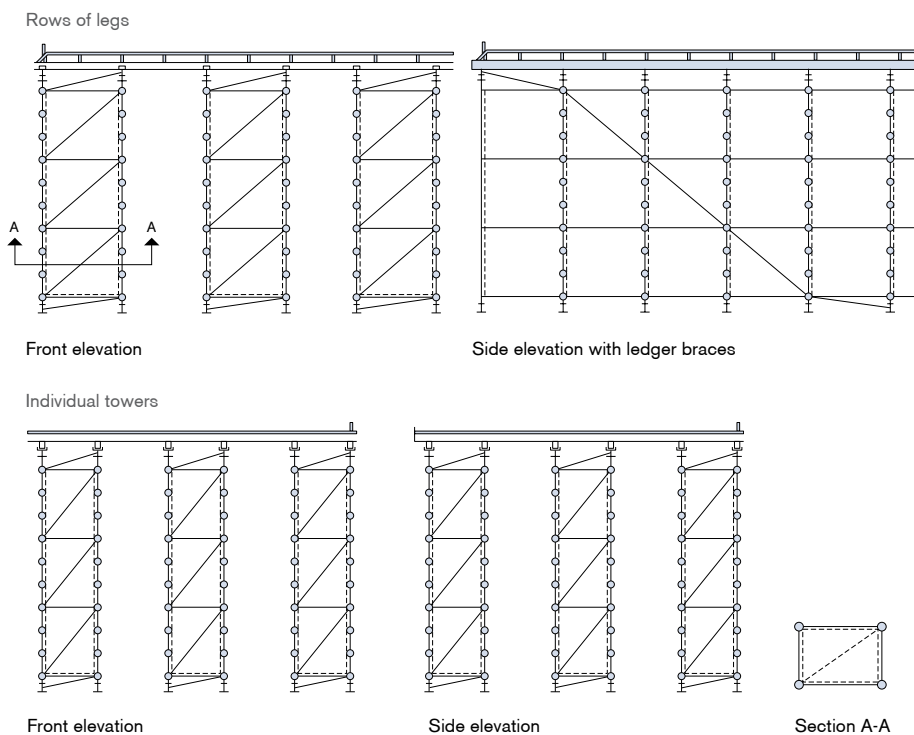 Rows of legs
A A
Front elevation
Side elevation with ledger braces
Individual towers
Front elevation
Side elevation
Section A-A